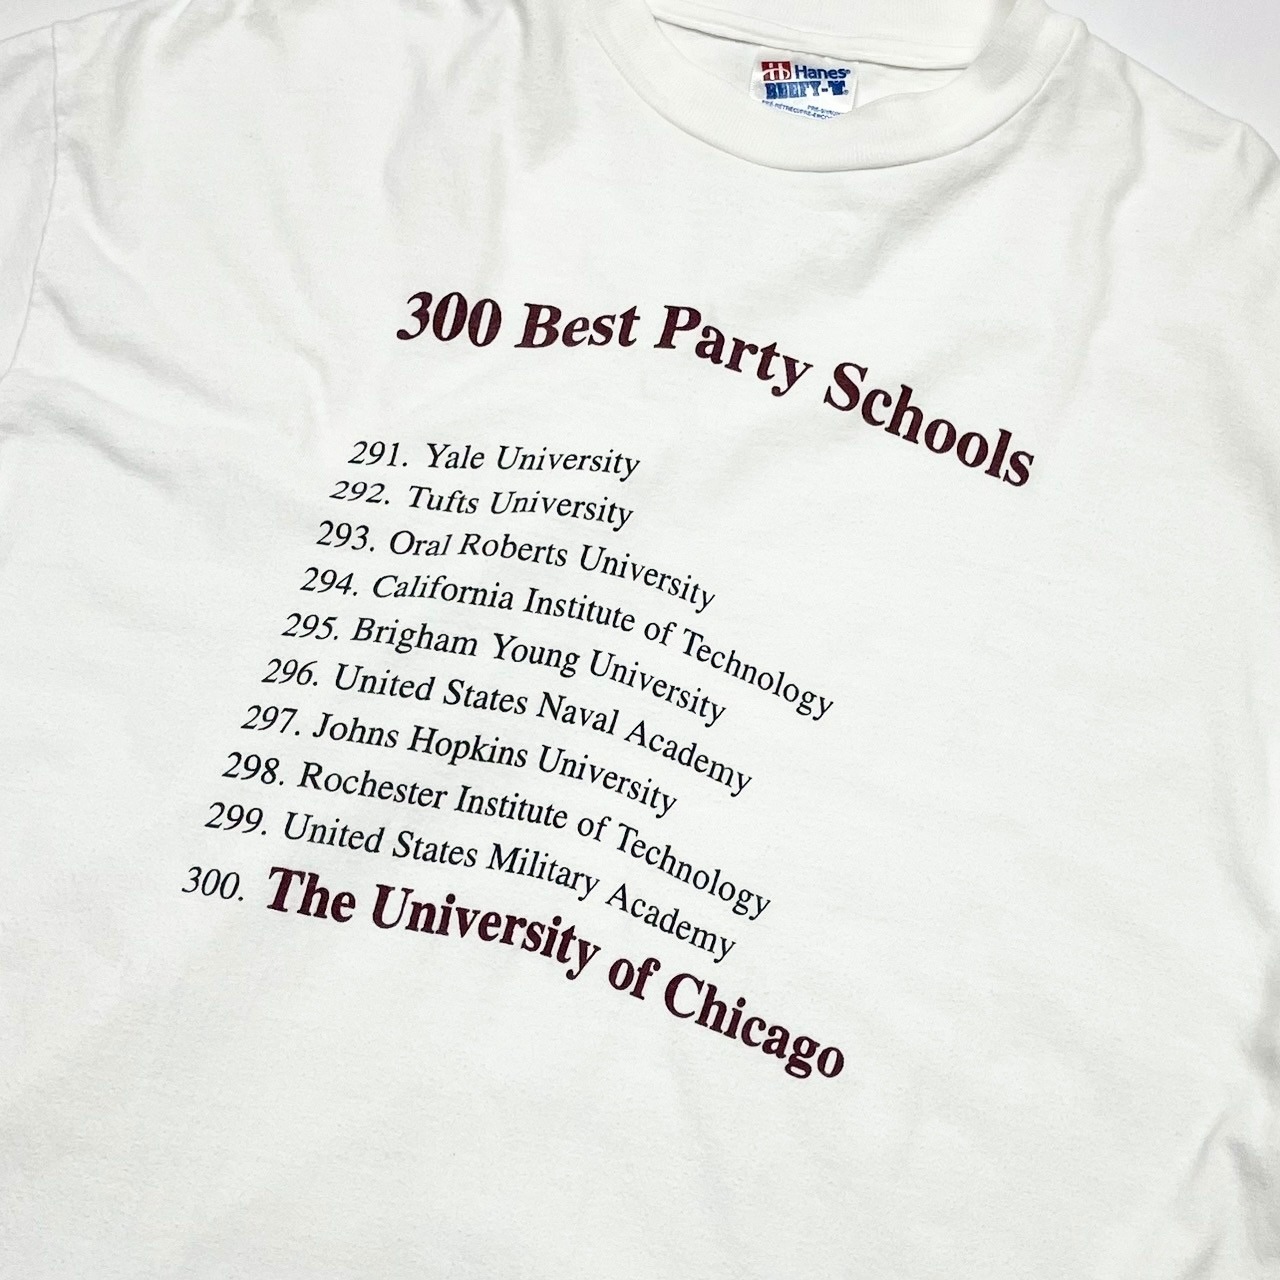 Hanes
BEEFY-T
300 Best Party Schools
291. Yale University
292. Tufts University
293. Oral Roberts University
294. California Institute of Technology
295. Brigham Young University
296. United States Naval Academy
297. Johns Hopkins University
298. Rochester Institute of Technology
299. United States Military Academy
300. The University of Chicago